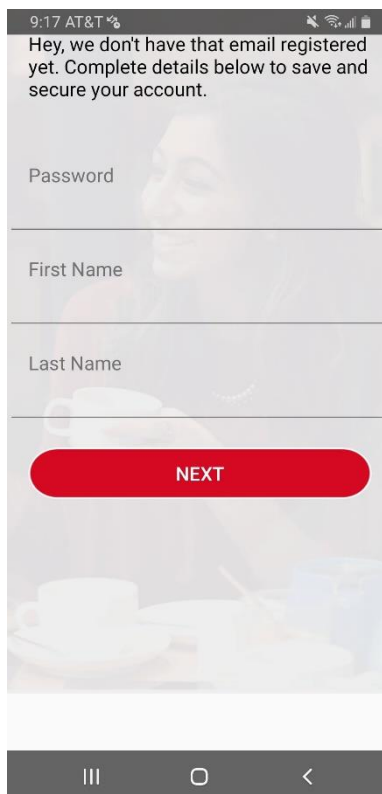 9:17 AT&T
Hey, we don't have that email registered
yet. Complete details below to save and
secure your account.
Password
First Name
Last Name
NEXT